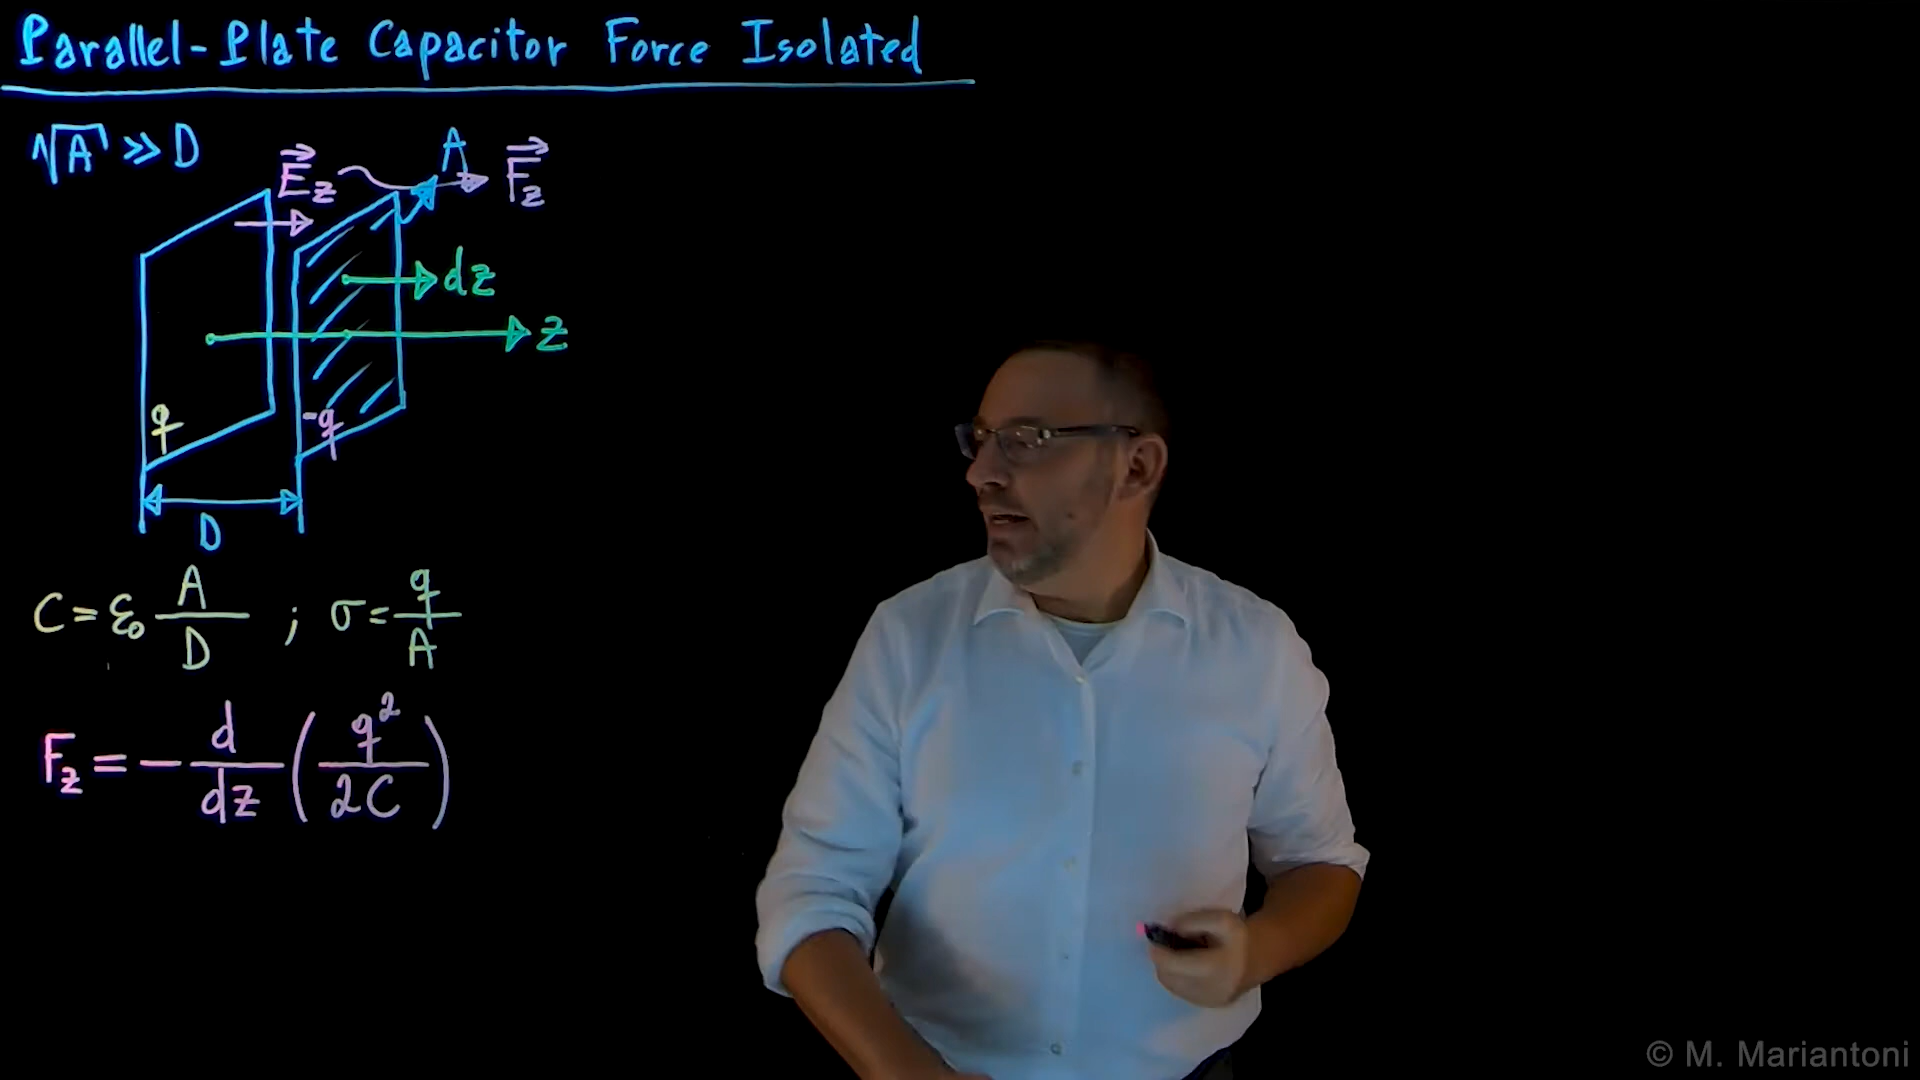 Parallel-Plate Capacitor Force Isolated
√A ≫ D
A
E⃗z F⃗z
dz
z
q -q
D
C = ε₀ A/D ; σ = q/A
Fz = - d/dz (q²/2C)
© M. Mariantoni